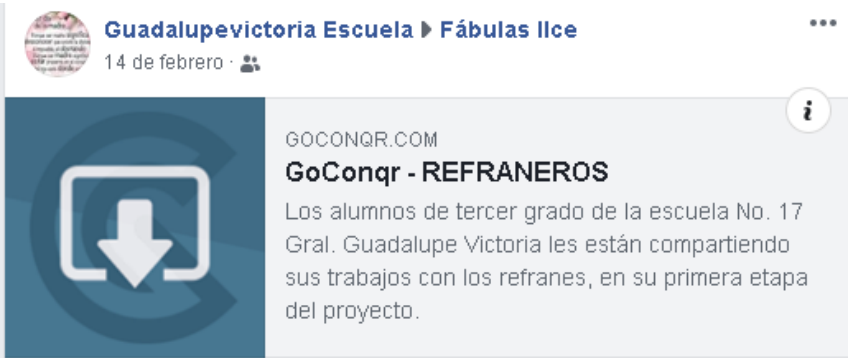 Guadalupevictoria Escuela ▶ Fábulas Ilce
14 de febrero ·
GOCONQR.COM
GoConqr - REFRANEROS
Los alumnos de tercer grado de la escuela No. 17
Gral. Guadalupe Victoria les están compartiendo
sus trabajos con los refranes, en su primera etapa
del proyecto.